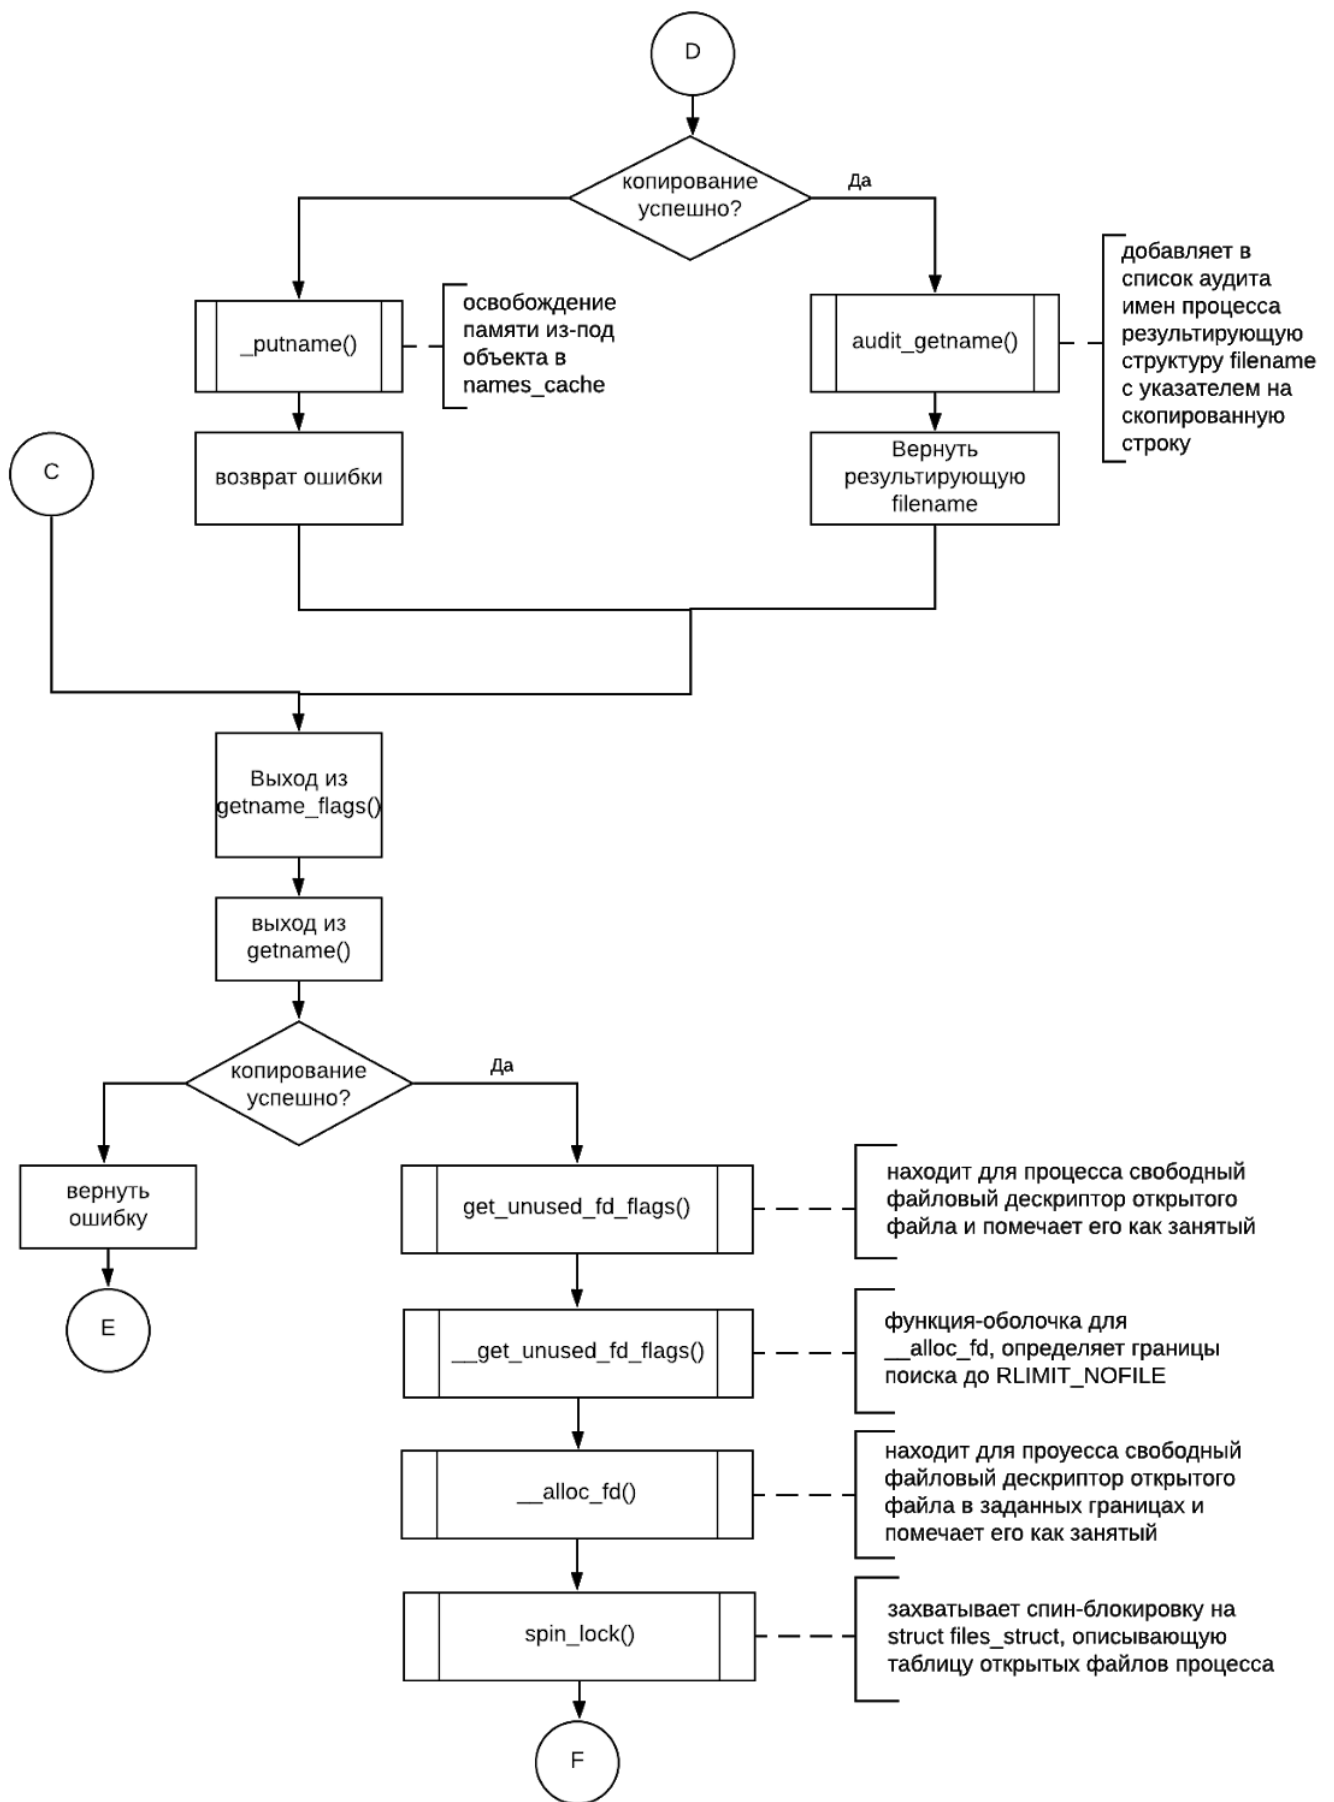 D
копирование
успешно?
Да
_putname()
освобождение
памяти из-под
объекта в
names_cache
audit_getname()
добавляет в
список аудита
имен процесса
результирующую
структуру filename
с указателем на
скопированную
строку
C
возврат ошибки
Вернуть
результирующую
filename
Выход из
getname_flags()
выход из
getname()
копирование
успешно?
Да
вернуть
ошибку
E
get_unused_fd_flags()
находит для процесса свободный
файловый дескриптор открытого
файла и помечает его как занятый
__get_unused_fd_flags()
функция-оболочка для
__alloc_fd, определяет границы
поиска до RLIMIT_NOFILE
__alloc_fd()
находит для проуесса свободный
файловый дескриптор открытого
файла в заданных границах и
помечает его как занятый
spin_lock()
захватывает спин-блокировку на
struct files_struct, описывающую
таблицу открытых файлов процесса
F